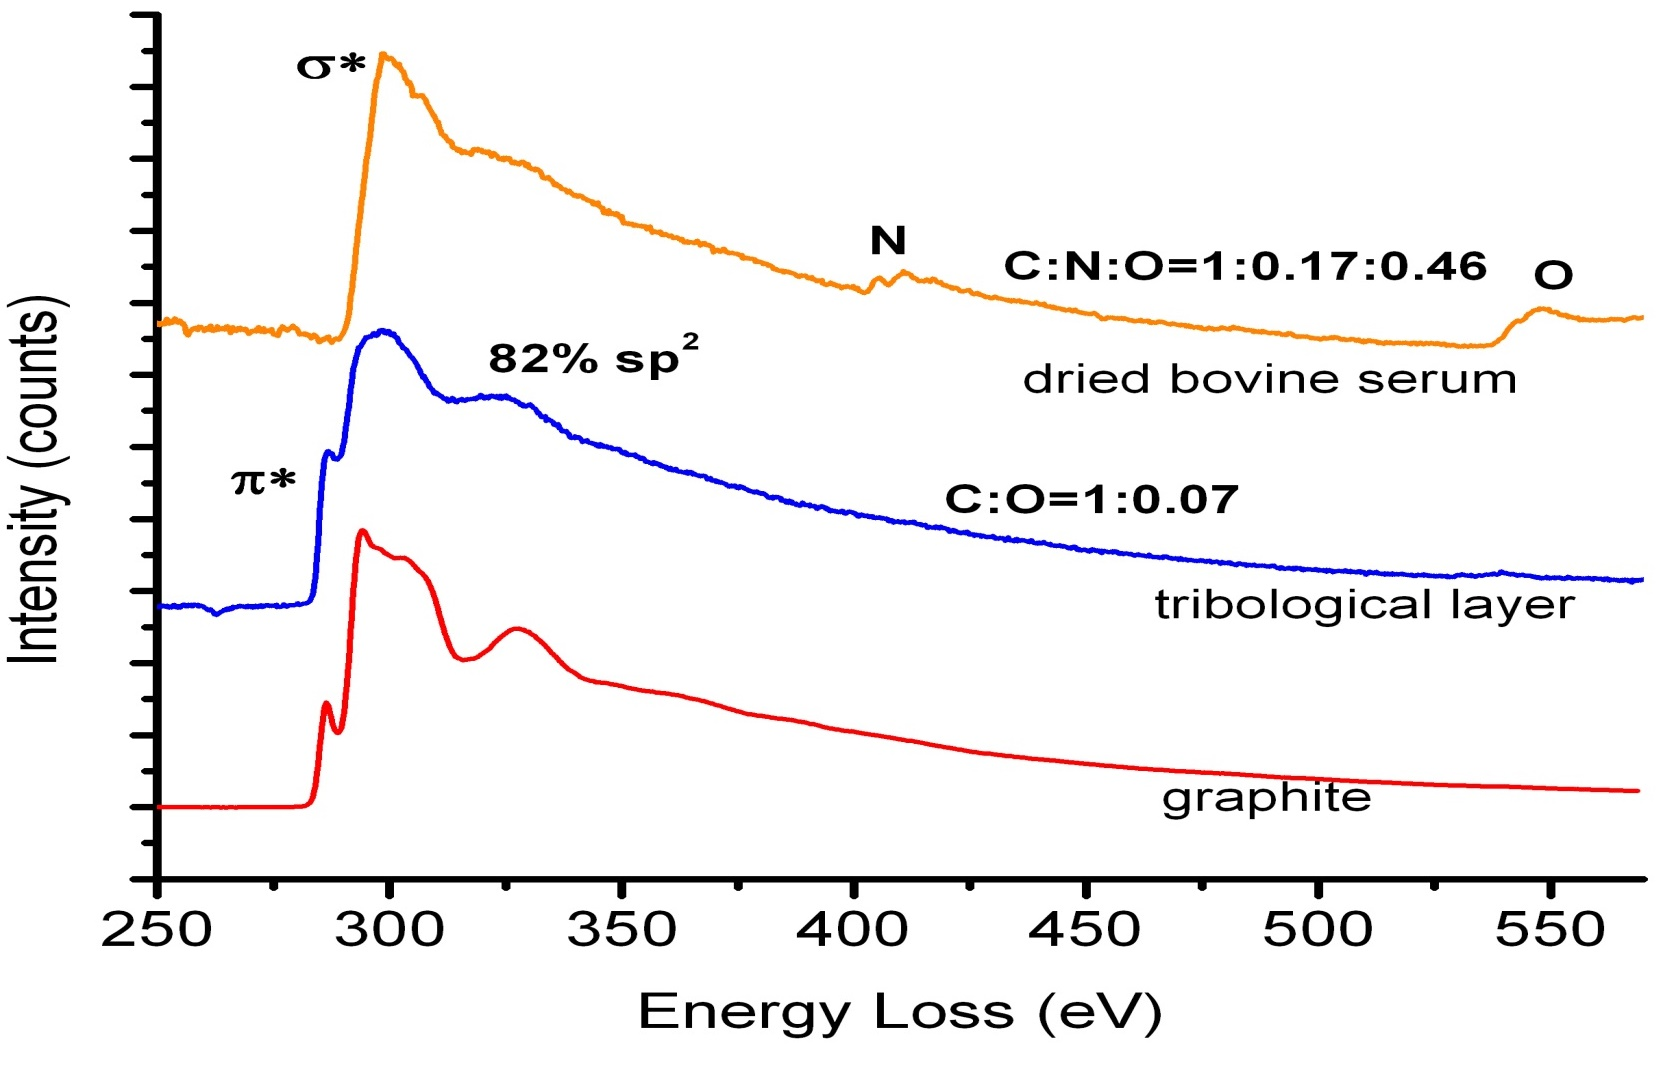 σ*
N
C:N:O=1:0.17:0.46
O
82% sp²
dried bovine serum
π*
C:O=1:0.07
tribological layer
graphite
Intensity (counts)
250 300 350 400 450 500 550
Energy Loss (eV)